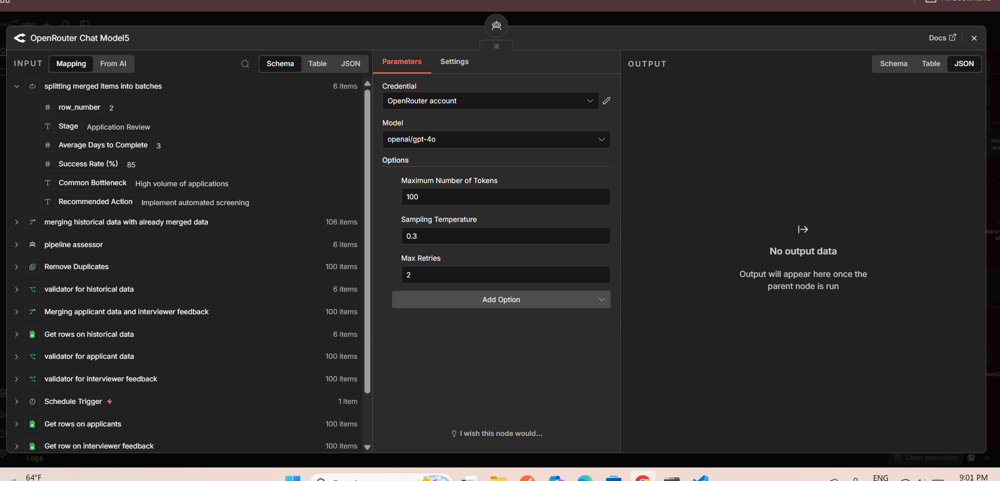 n8n
OpenRouter Chat Model5
Docs
INPUT
Mapping
From AI
Schema
Table
JSON
splitting merged items into batches
6 items
# row_number 2
T Stage Application Review
# Average Days to Complete 3
# Success Rate (%) 85
T Common Bottleneck High volume of applications
T Recommended Action Implement automated screening
merging historical data with already merged data 106 items
pipeline assessor 6 items
Remove Duplicates 100 items
validator for historical data 6 items
Merging applicant data and interviewer feedback 100 items
Get rows on historical data 6 items
validator for applicant data 100 items
validator for interviewer feedback 100 items
Schedule Trigger 1 item
Get rows on applicants 100 items
Get row on interviewer feedback 100 items
Parameters
Settings
Credential
OpenRouter account
Model
openai/gpt-4o
Options
Maximum Number of Tokens
100
Sampling Temperature
0.3
Max Retries
2
Add Option
I wish this node would...
OUTPUT
Schema
Table
JSON
No output data
Output will appear here once the
parent node is run
Logs
Clear execution
64°F
ENG
9:01 PM